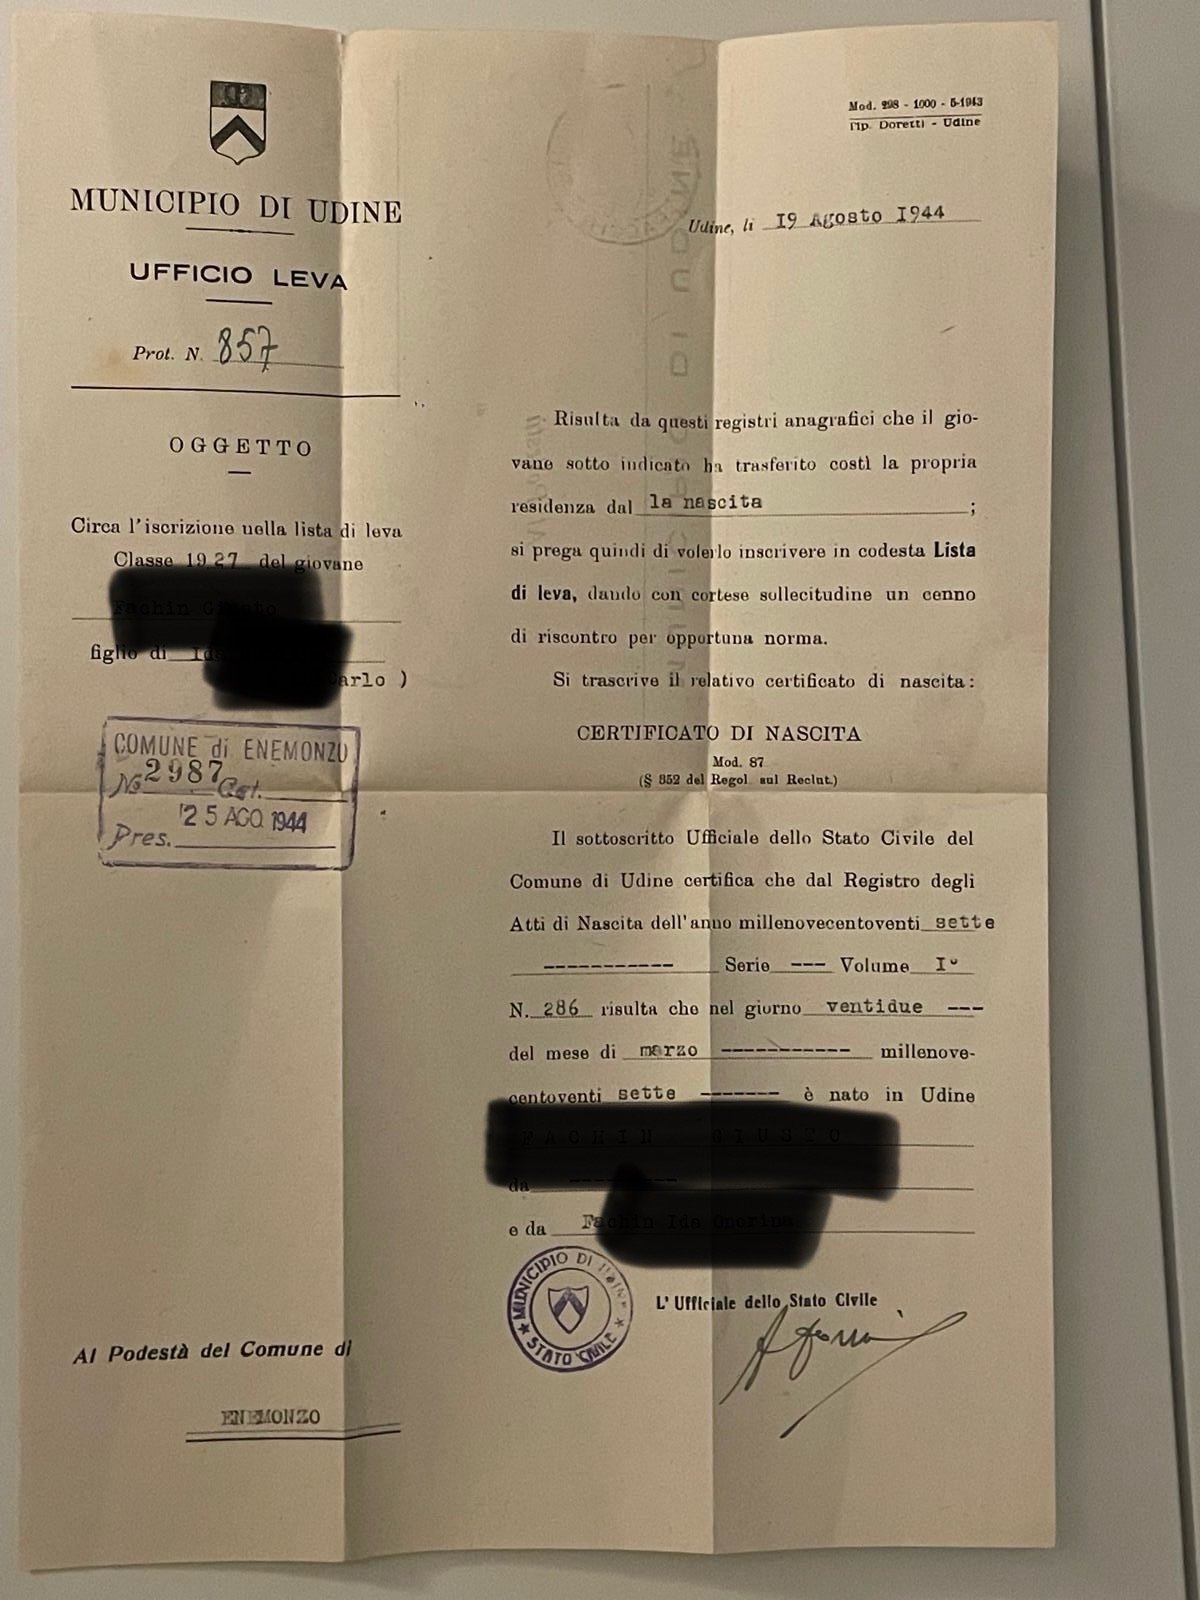 MUNICIPIO DI UDINE
UFFICIO LEVA
Prot. N. 857
OGGETTO
Circa l'iscrizione nella lista di leva
Classe 1927 del giovane
figlio di
arlo )
COMUNE di ENEMONZO
No 2987 Cat.
Pres. 25 AGO 1944
Al Podestà del Comune di
ENEMONZO
Mod. 298 - 1000 - 5-1943
Tip. Doretti - Udine
Udine, li 19 Agosto 1944
Risulta da questi registri anagrafici che il gio-
vane sotto indicato ha trasferito costì la propria
residenza dal la nascita ;
si prega quindi di volerlo inscrivere in codesta Lista
di leva, dando con cortese sollecitudine un cenno
di riscontro per opportuna norma.
Si trascrive il relativo certificato di nascita:
CERTIFICATO DI NASCITA
Mod. 87
(§ 852 del Regol. sul Reclut.)
Il sottoscritto Ufficiale dello Stato Civile del
Comune di Udine certifica che dal Registro degli
Atti di Nascita dell'anno millenovecentoventi sette
----------- Serie --- Volume I°
N. 286 risulta che nel giorno ventidue ---
del mese di marzo ----------- millenove-
centoventi sette ------- è nato in Udine
da
e da
MUNICIPIO DI UDINE
STATO CIVILE
L'Ufficiale dello Stato Civile